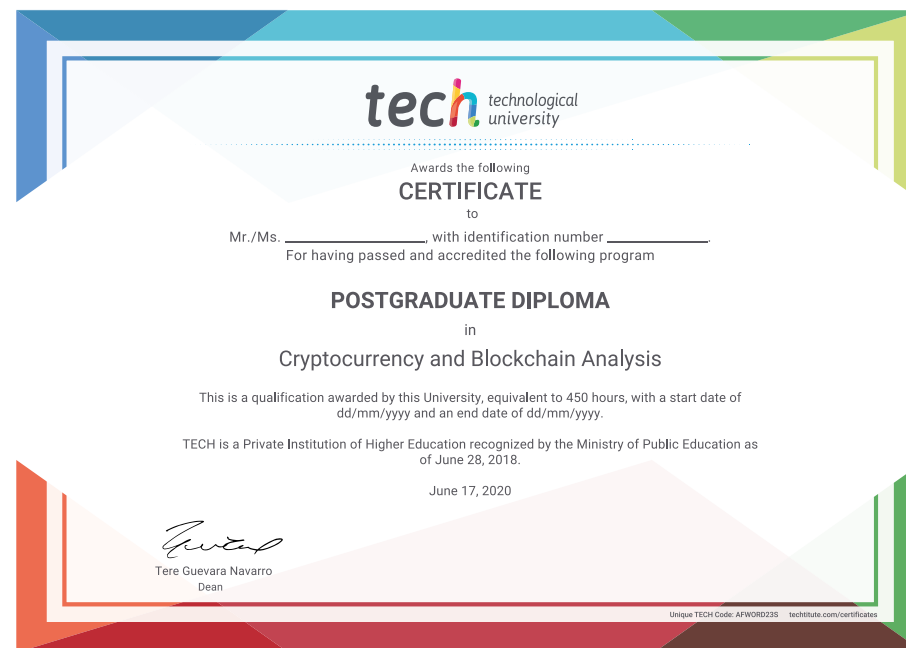 tech technological
university
Awards the following
CERTIFICATE
to
Mr./Ms. ____________________, with identification number ______________.
For having passed and accredited the following program
POSTGRADUATE DIPLOMA
in
Cryptocurrency and Blockchain Analysis
This is a qualification awarded by this University, equivalent to 450 hours, with a start date of
dd/mm/yyyy and an end date of dd/mm/yyyy.
TECH is a Private Institution of Higher Education recognized by the Ministry of Public Education as
of June 28, 2018.
June 17, 2020
Tere Guevara Navarro
Dean
Unique TECH Code: AFWORD23S techtitute.com/certificates